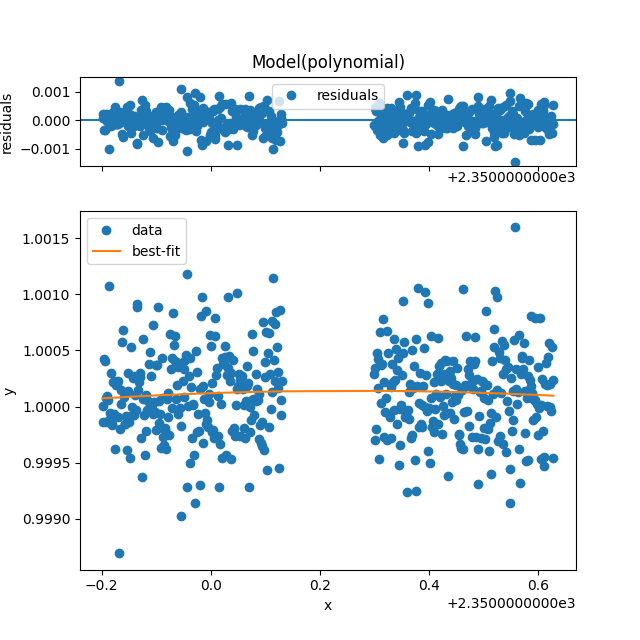 Model(polynomial)
residuals
0.001
0.000
−0.001
residuals
+2.3500000000e3
y
1.0015
1.0010
1.0005
1.0000
0.9995
0.9990
data
best-fit
−0.2
0.0
0.2
0.4
0.6
x
+2.3500000000e3